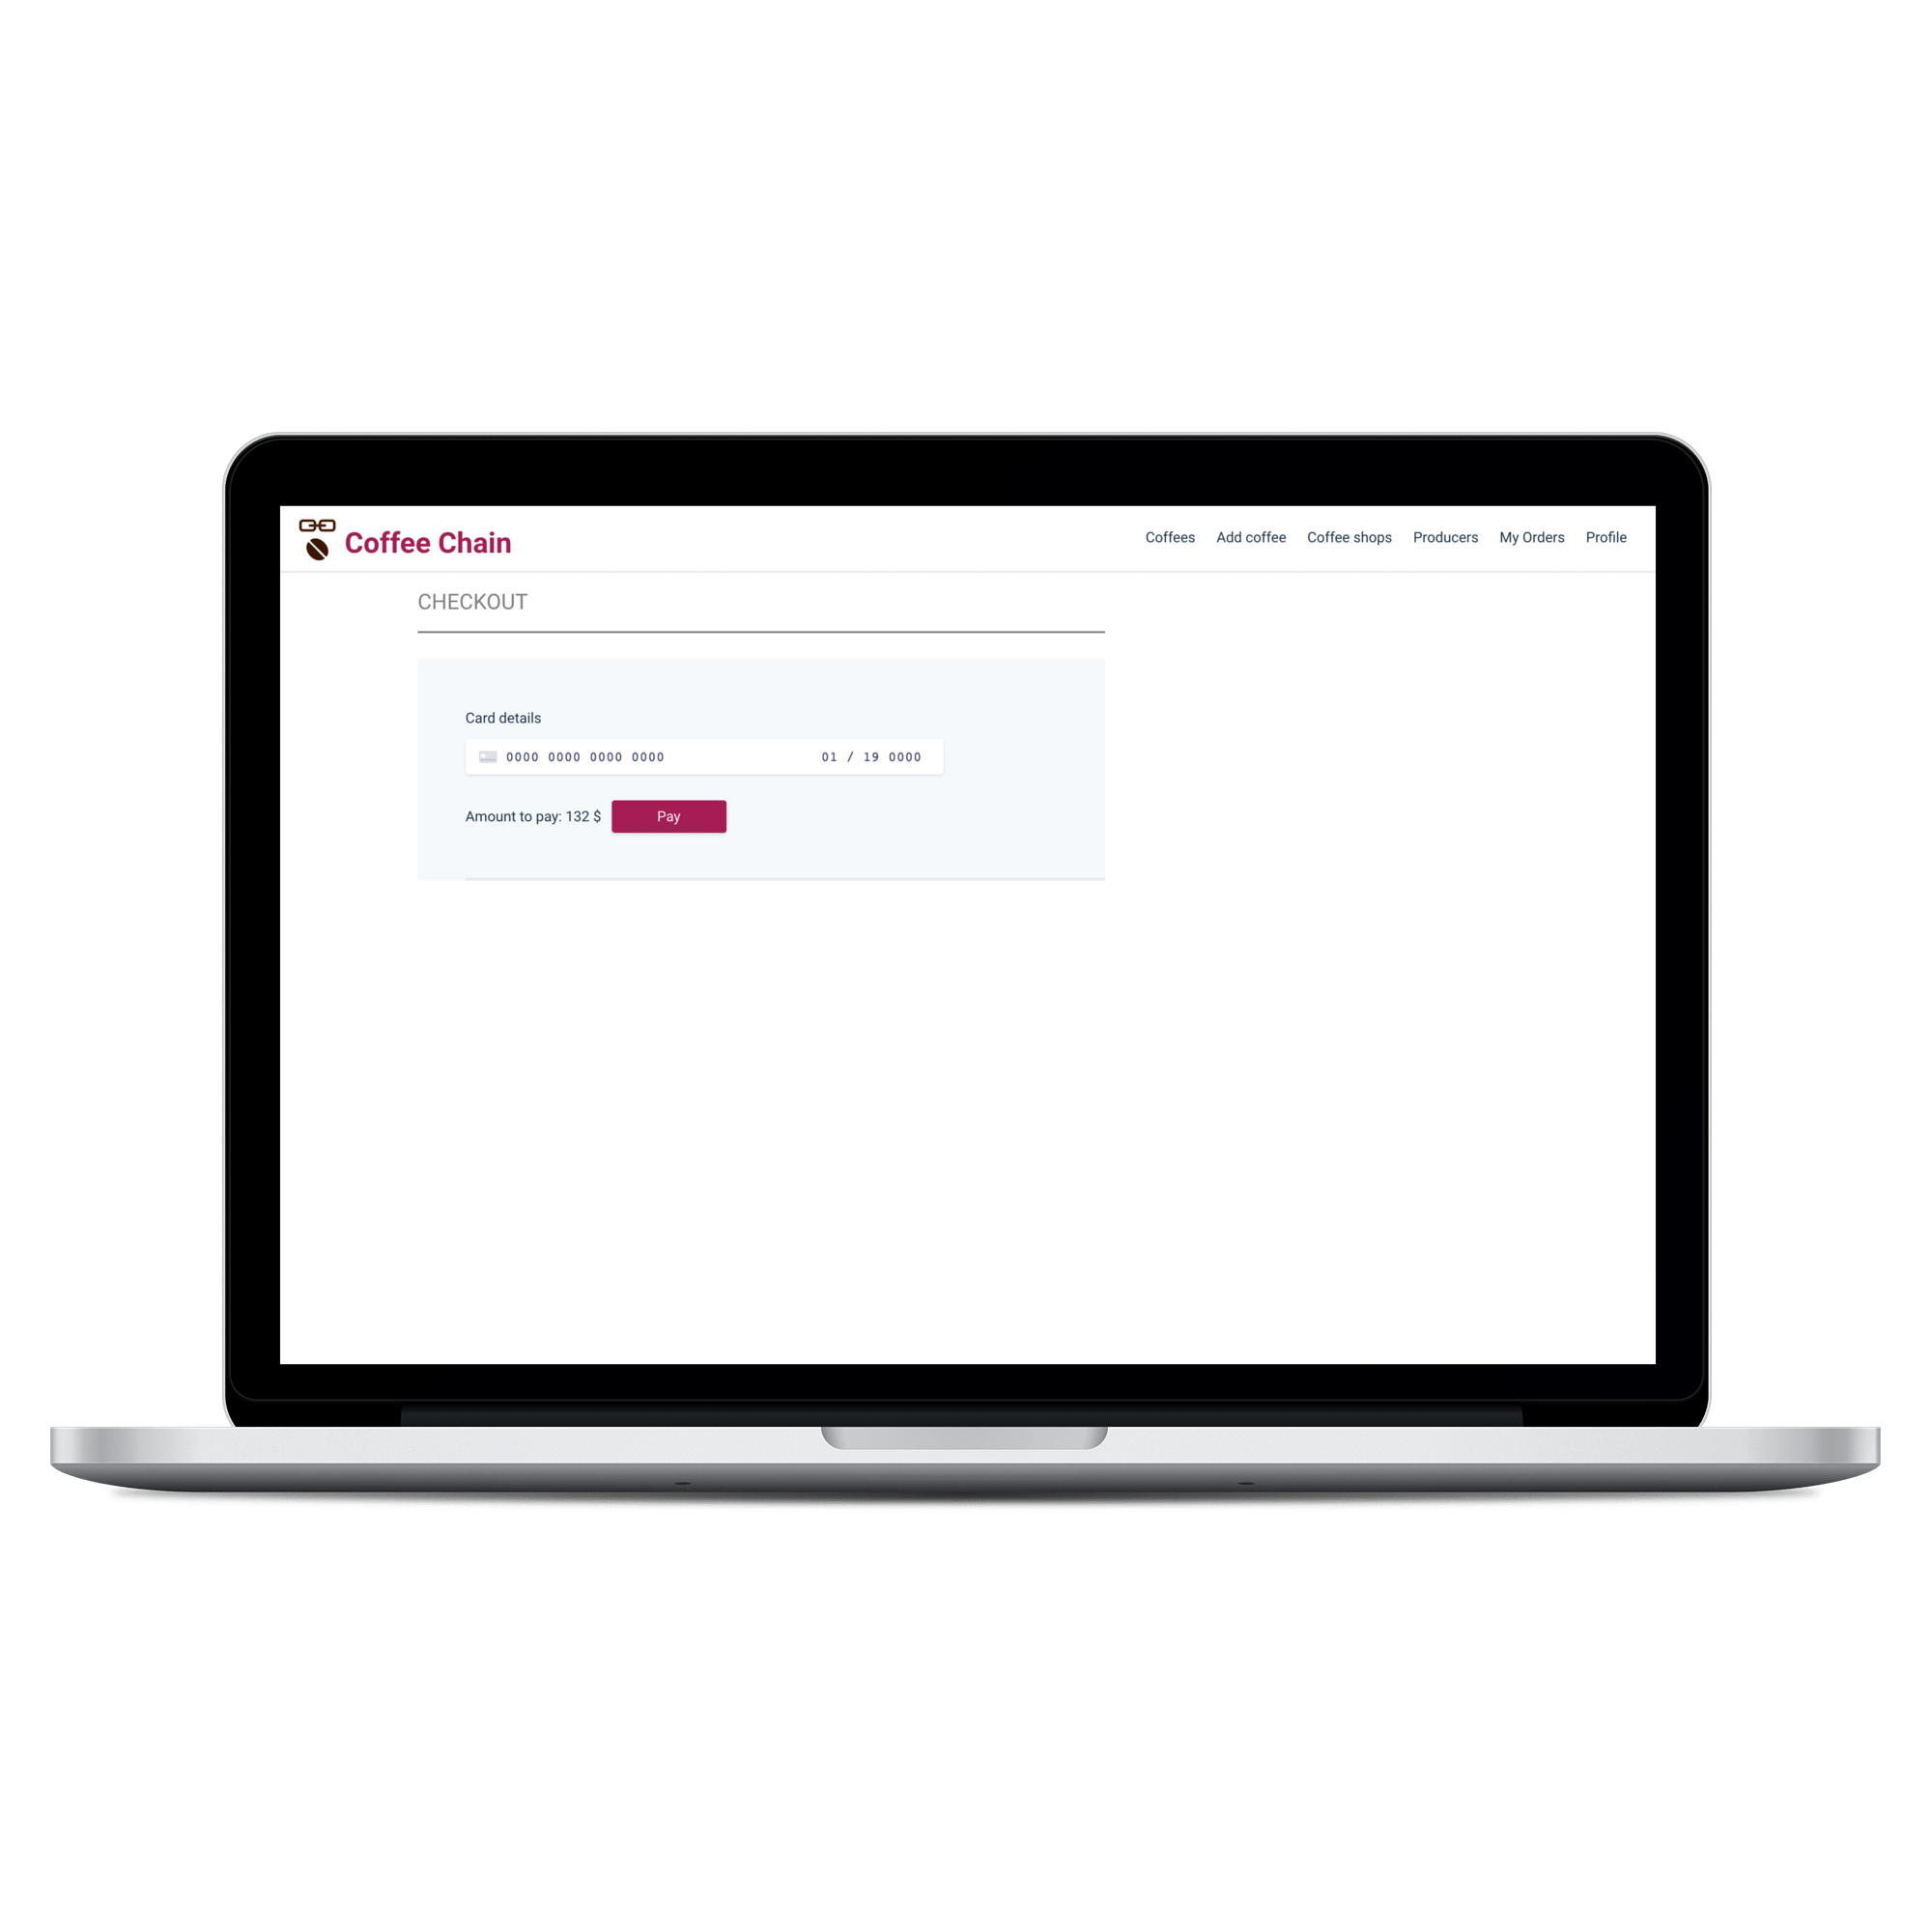 Coffee Chain
Coffees Add coffee Coffee shops Producers My Orders Profile
CHECKOUT
Card details
0000 0000 0000 0000 01 / 19 0000
Amount to pay: 132 $ Pay